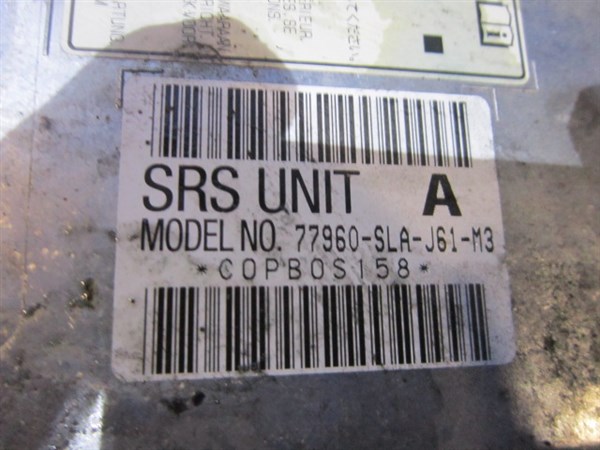 SRS UNIT A
MODEL NO. 77960-SLA-J61-M3
*COPBOS158*